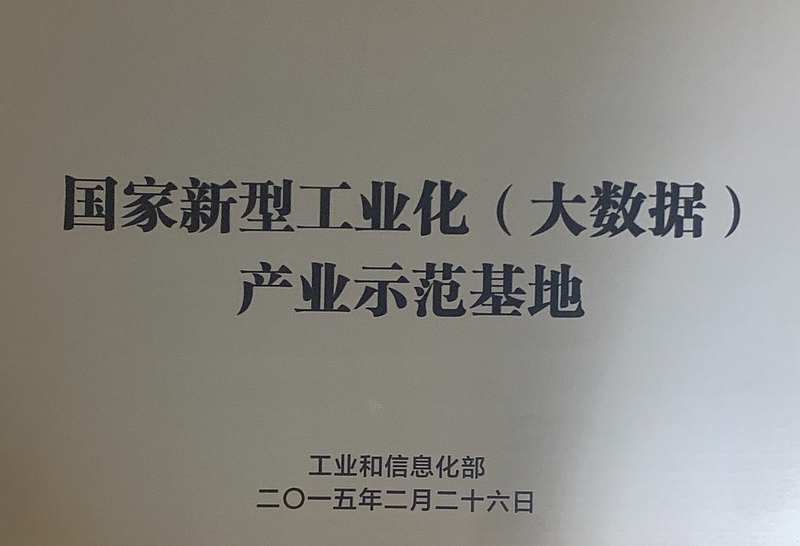 国家新型工业化（大数据）
产业示范基地
工业和信息化部
二〇一五年二月二十六日